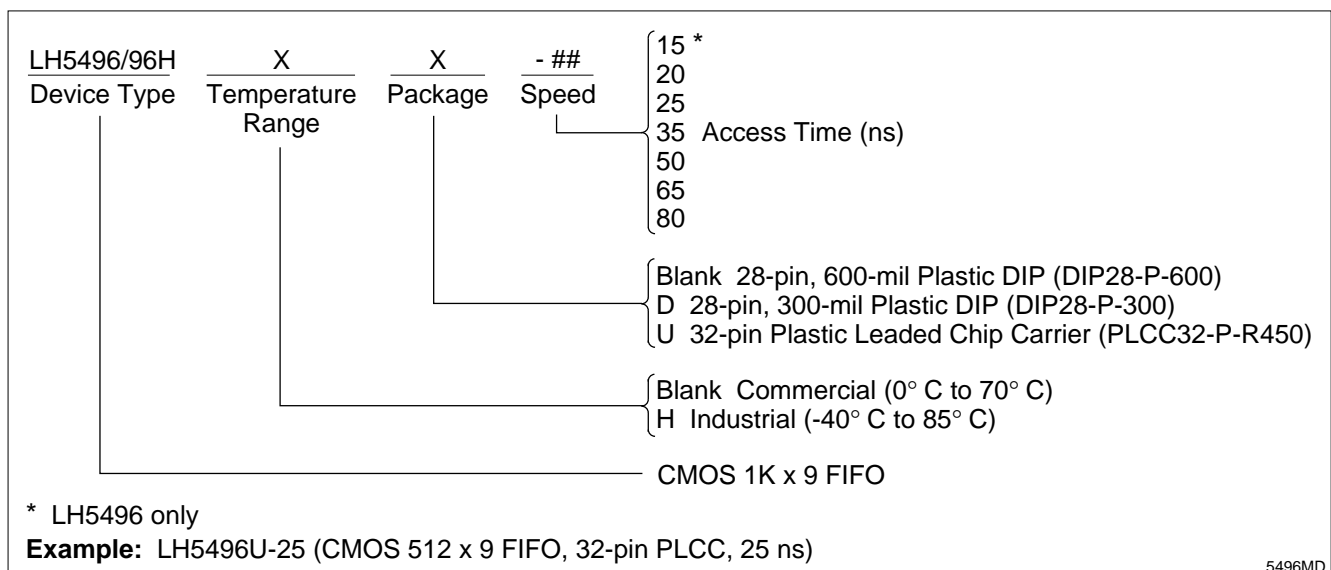 LH5496/96H X X - ##
Device Type Temperature Range Package Speed
15 *
20
25
35 Access Time (ns)
50
65
80
Blank 28-pin, 600-mil Plastic DIP (DIP28-P-600)
D 28-pin, 300-mil Plastic DIP (DIP28-P-300)
U 32-pin Plastic Leaded Chip Carrier (PLCC32-P-R450)
Blank Commercial (0° C to 70° C)
H Industrial (-40° C to 85° C)
CMOS 1K x 9 FIFO
* LH5496 only
Example: LH5496U-25 (CMOS 512 x 9 FIFO, 32-pin PLCC, 25 ns)
5496MD